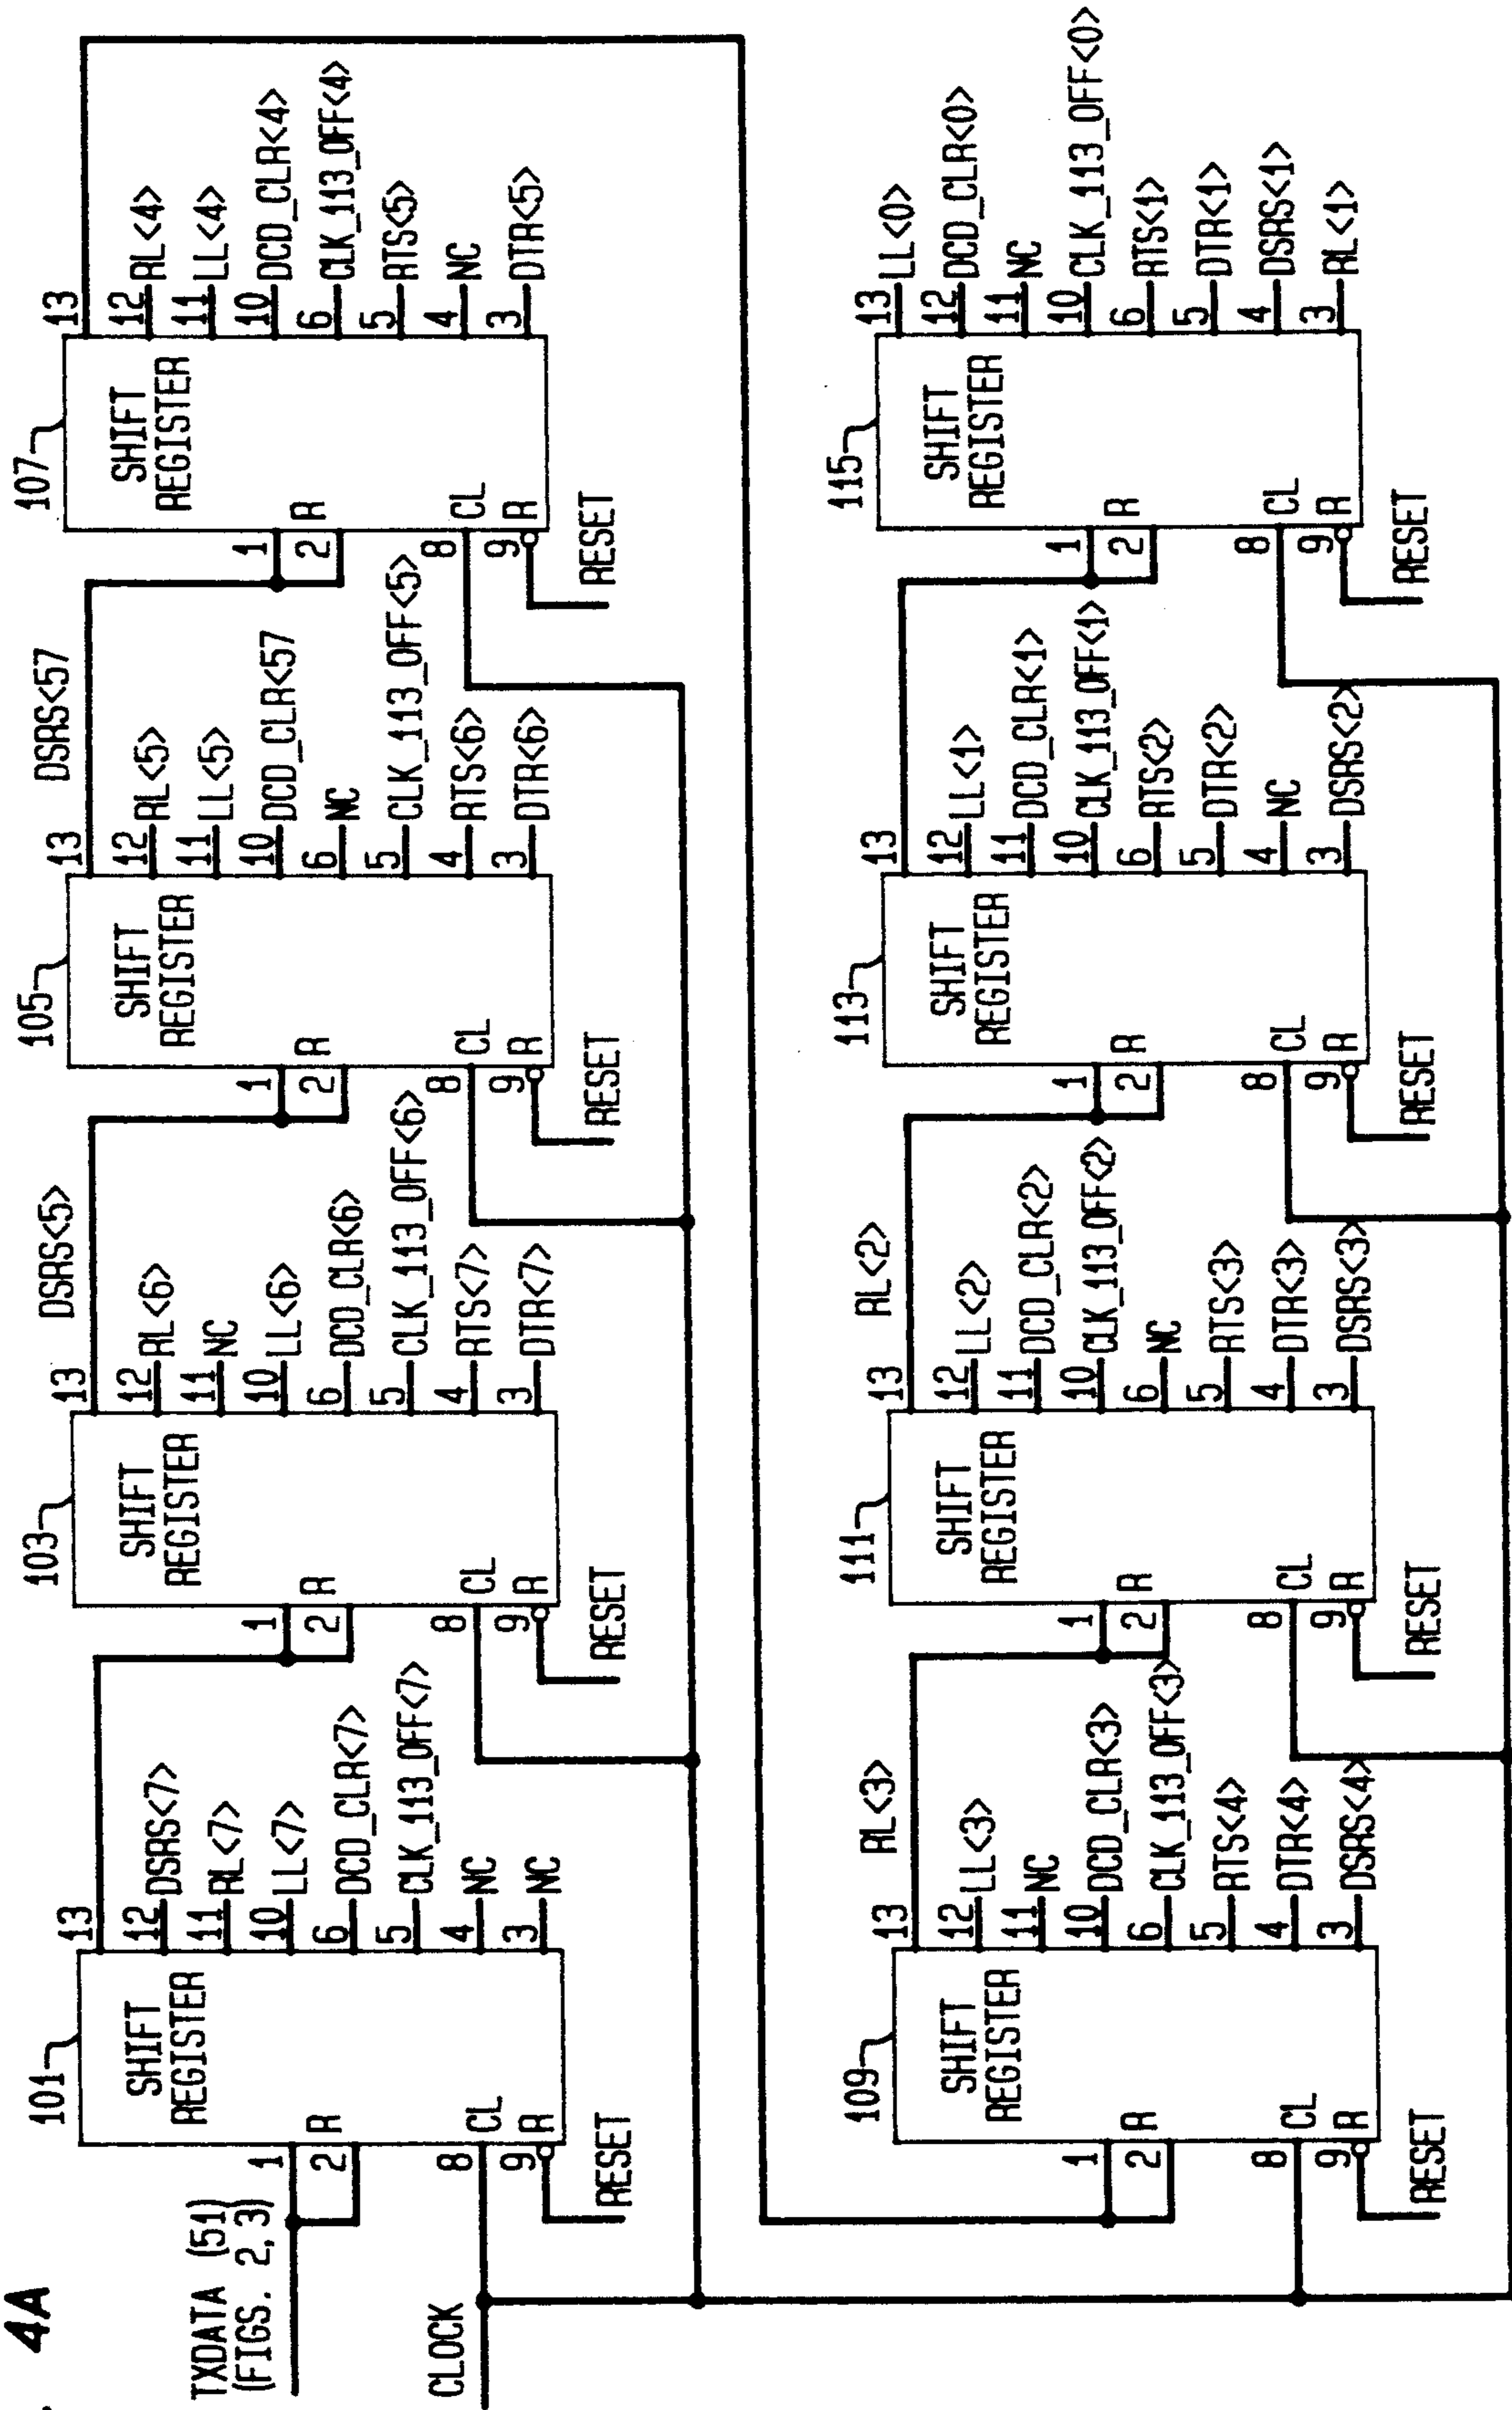 4A
TXDATA (51)
(FIGS. 2,3)
CLOCK
101
SHIFT
REGISTER
1
2
R
8
CL
9
R
RESET
13
12
DSRS<7>
11
RL<7>
10
LL<7>
6
DCD_CLR<7>
5
CLK_113_OFF<7>
4
NC
3
NC
103
SHIFT
REGISTER
1
2
R
8
CL
9
R
RESET
13
DSRS<5>
12
RL<6>
11
NC
10
LL<6>
6
DCD_CLR<6>
5
CLK_113_OFF<6>
4
RTS<7>
3
DTR<7>
105
SHIFT
REGISTER
1
2
R
8
CL
9
R
RESET
13
DSRS<57
12
RL<5>
11
LL<5>
10
DCD_CLR<57
6
NC
5
CLK_113_OFF<5>
4
RTS<6>
3
DTR<6>
107
SHIFT
REGISTER
1
2
R
8
CL
9
R
RESET
13
12
RL<4>
11
LL<4>
10
DCD_CLR<4>
6
CLK_113_OFF<4>
5
RTS<5>
4
NC
3
DTR<5>
109
SHIFT
REGISTER
1
2
R
8
CL
9
R
RESET
13
RL<3>
12
LL<3>
11
NC
10
DCD_CLR<3>
6
CLK_113_OFF<3>
5
RTS<4>
4
DTR<4>
3
DSRS<4>
111
SHIFT
REGISTER
1
2
R
8
CL
9
R
RESET
13
RL<2>
12
LL<2>
11
DCD_CLR<2>
10
CLK_113_OFF<2>
6
NC
5
RTS<3>
4
DTR<3>
3
DSRS<3>
113
SHIFT
REGISTER
1
2
R
8
CL
9
R
RESET
13
12
LL<1>
11
DCD_CLR<1>
10
CLK_113_OFF<1>
6
RTS<2>
5
DTR<2>
4
NC
3
DSRS<2>
115
SHIFT
REGISTER
1
2
R
8
CL
9
R
RESET
13
LL<0>
12
DCD_CLR<0>
11
NC
10
CLK_113_OFF<0>
6
RTS<1>
5
DTR<1>
4
DSRS<1>
3
RL<1>